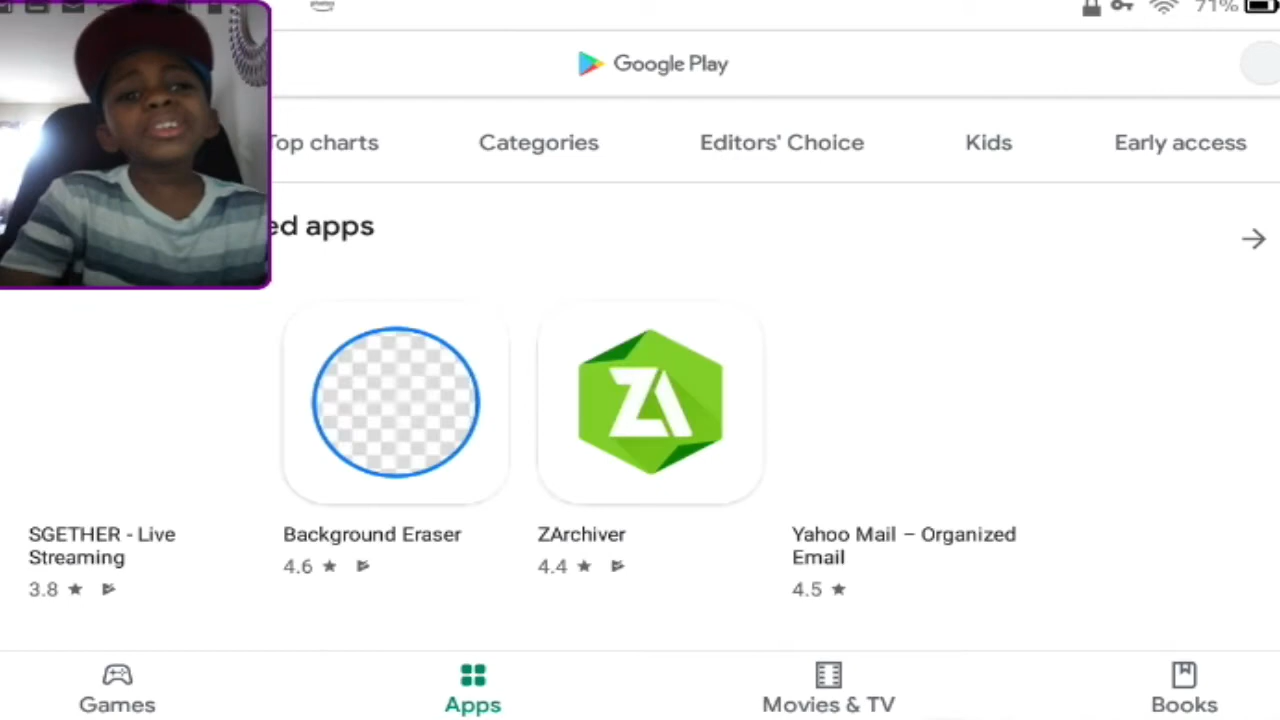 71%
Google Play
Top charts
Categories
Editors' Choice
Kids
Early access
ed apps
ZA
SGETHER - Live
Streaming
3.8
Background Eraser
4.6
ZArchiver
4.4
Yahoo Mail – Organized
Email
4.5
Games
Apps
Movies & TV
Books